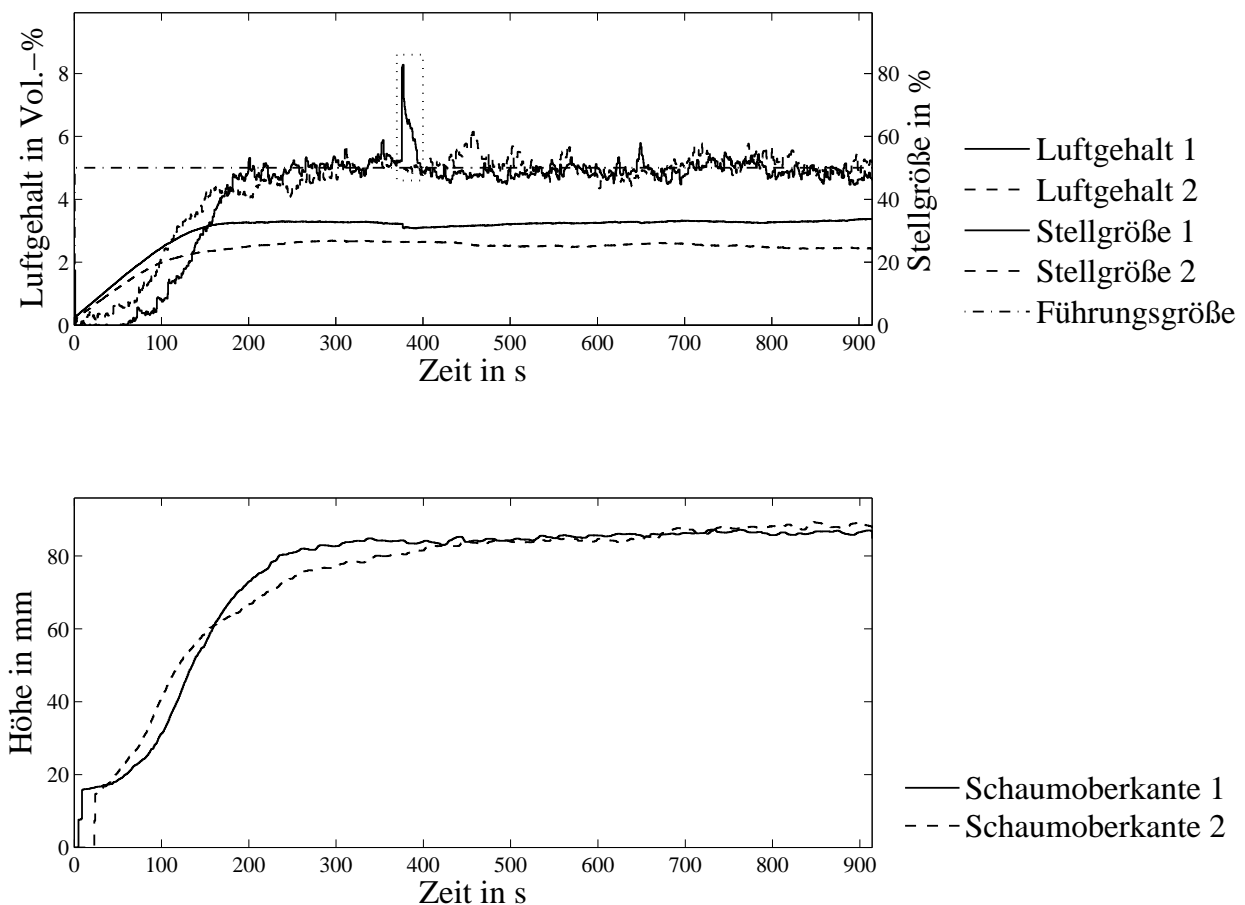 8
6
4
2
0
Luftgehalt in Vol.−%
80
60
40
20
0
Stellgröße in %
0 100 200 300 400 500 600 700 800 900
Zeit in s
Luftgehalt 1
Luftgehalt 2
Stellgröße 1
Stellgröße 2
Führungsgröße
80
60
40
20
0
Höhe in mm
0 100 200 300 400 500 600 700 800 900
Zeit in s
Schaumoberkante 1
Schaumoberkante 2